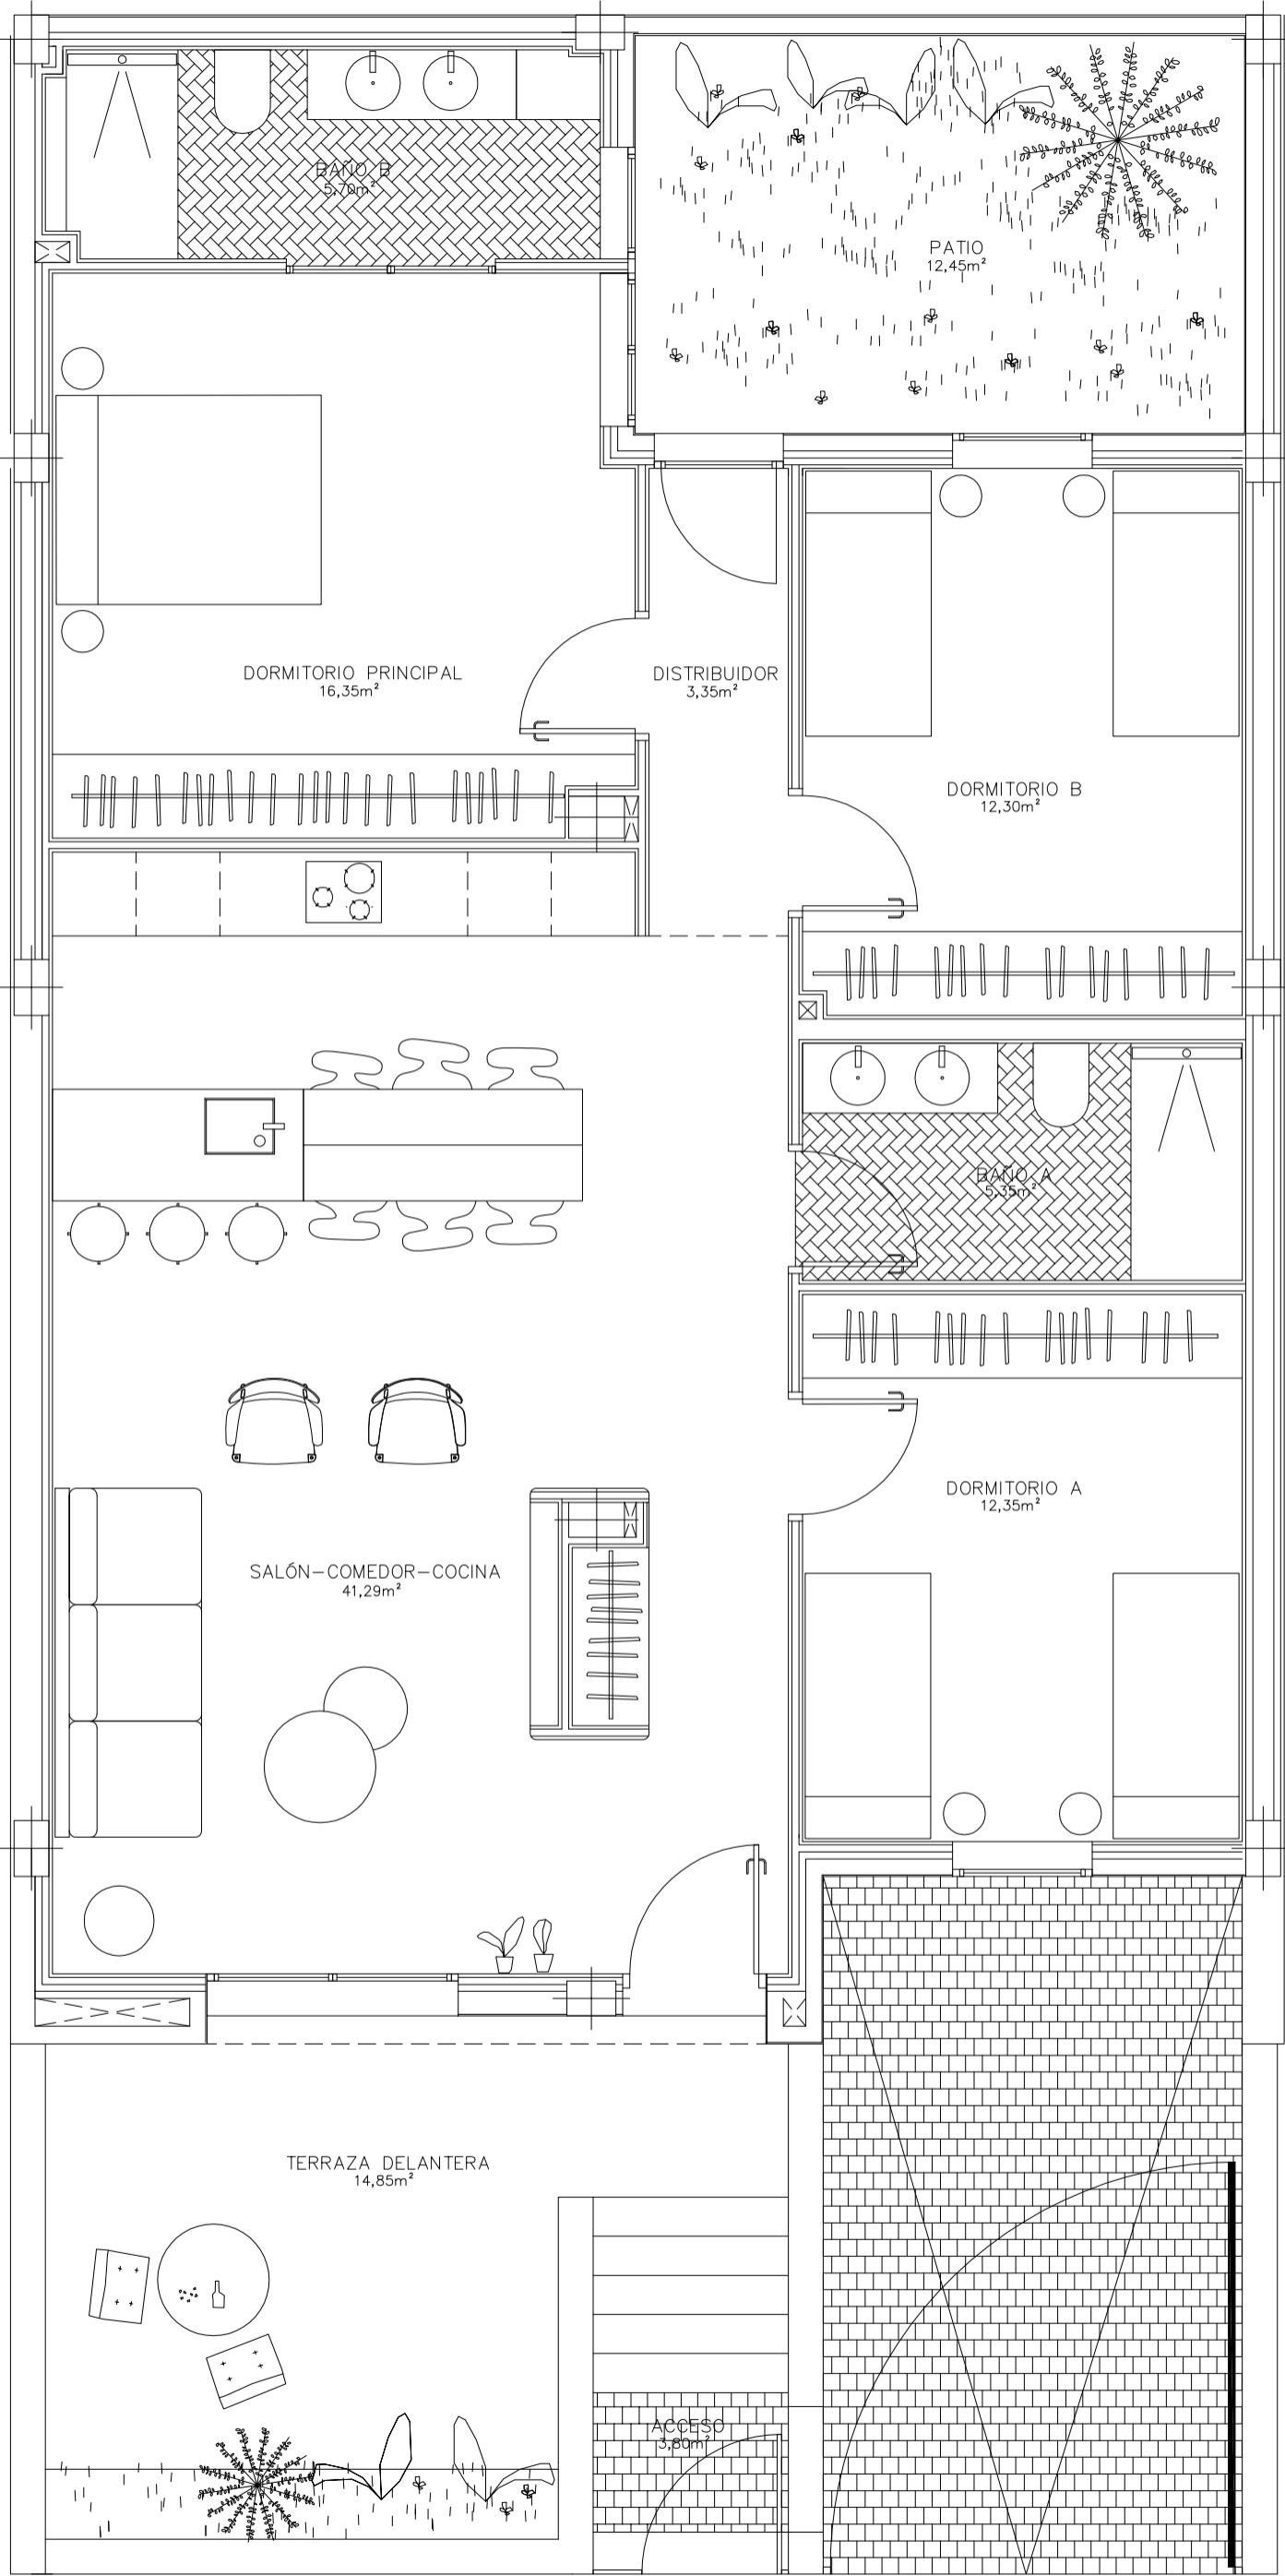 BAÑO B
5,70m²
PATIO
12,45m²
DORMITORIO PRINCIPAL
16,35m²
DISTRIBUIDOR
3,35m²
DORMITORIO B
12,30m²
BAÑO A
5,35m²
DORMITORIO A
12,35m²
SALÓN-COMEDOR-COCINA
41,29m²
TERRAZA DELANTERA
14,85m²
ACCESO
3,80m²